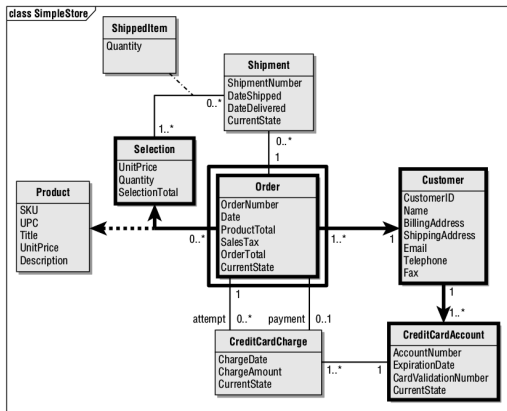 class SimpleStore
ShippedItem
Quantity
Shipment
ShipmentNumber
DateShipped
DateDelivered
CurrentState
0..*
1..*
0..*
1
Selection
UnitPrice
Quantity
SelectionTotal
Product
SKU
UPC
Title
UnitPrice
Description
0..*
Order
OrderNumber
Date
ProductTotal
SalesTax
OrderTotal
CurrentState
1..*
1
Customer
CustomerID
Name
BillingAddress
ShippingAddress
Email
Telephone
Fax
1
1..*
1
attempt
0..*
payment
0..1
CreditCardCharge
ChargeDate
ChargeAmount
CurrentState
1..*
1
CreditCardAccount
AccountNumber
ExpirationDate
CardValidationNumber
CurrentState